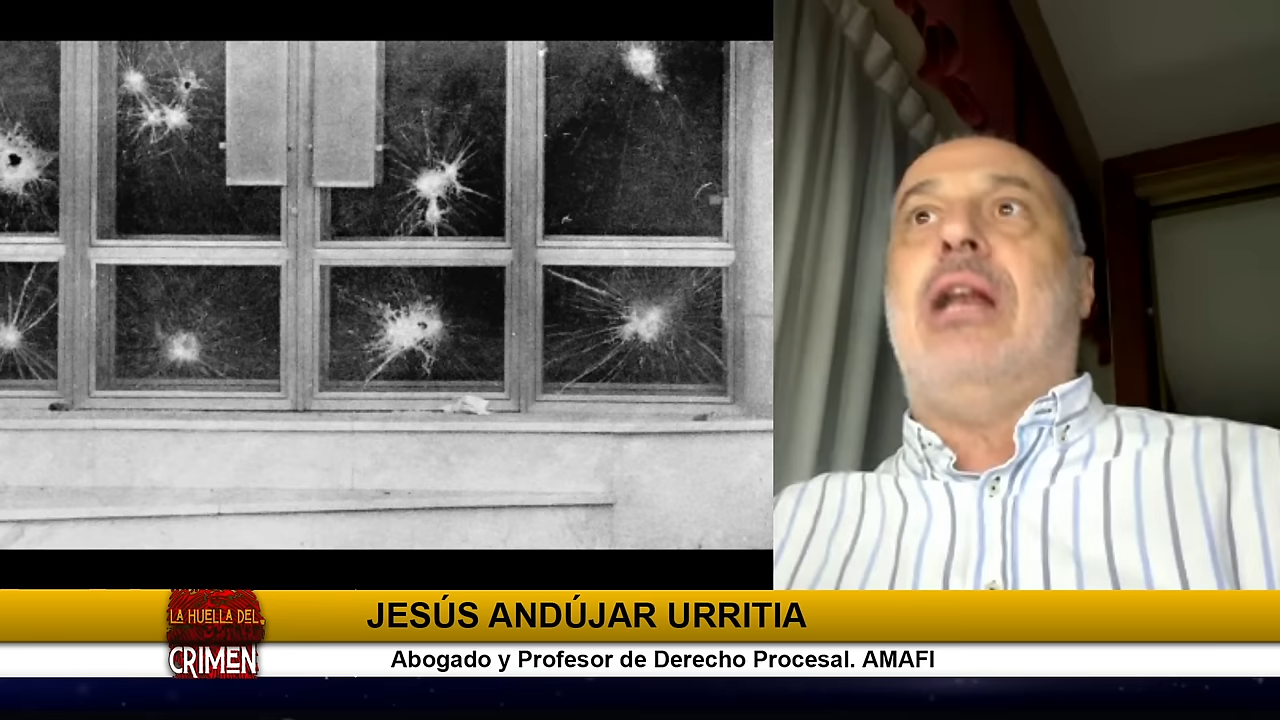 LA HUELLA DEL
CRIMEN
JESÚS ANDÚJAR URRITIA
Abogado y Profesor de Derecho Procesal. AMAFI